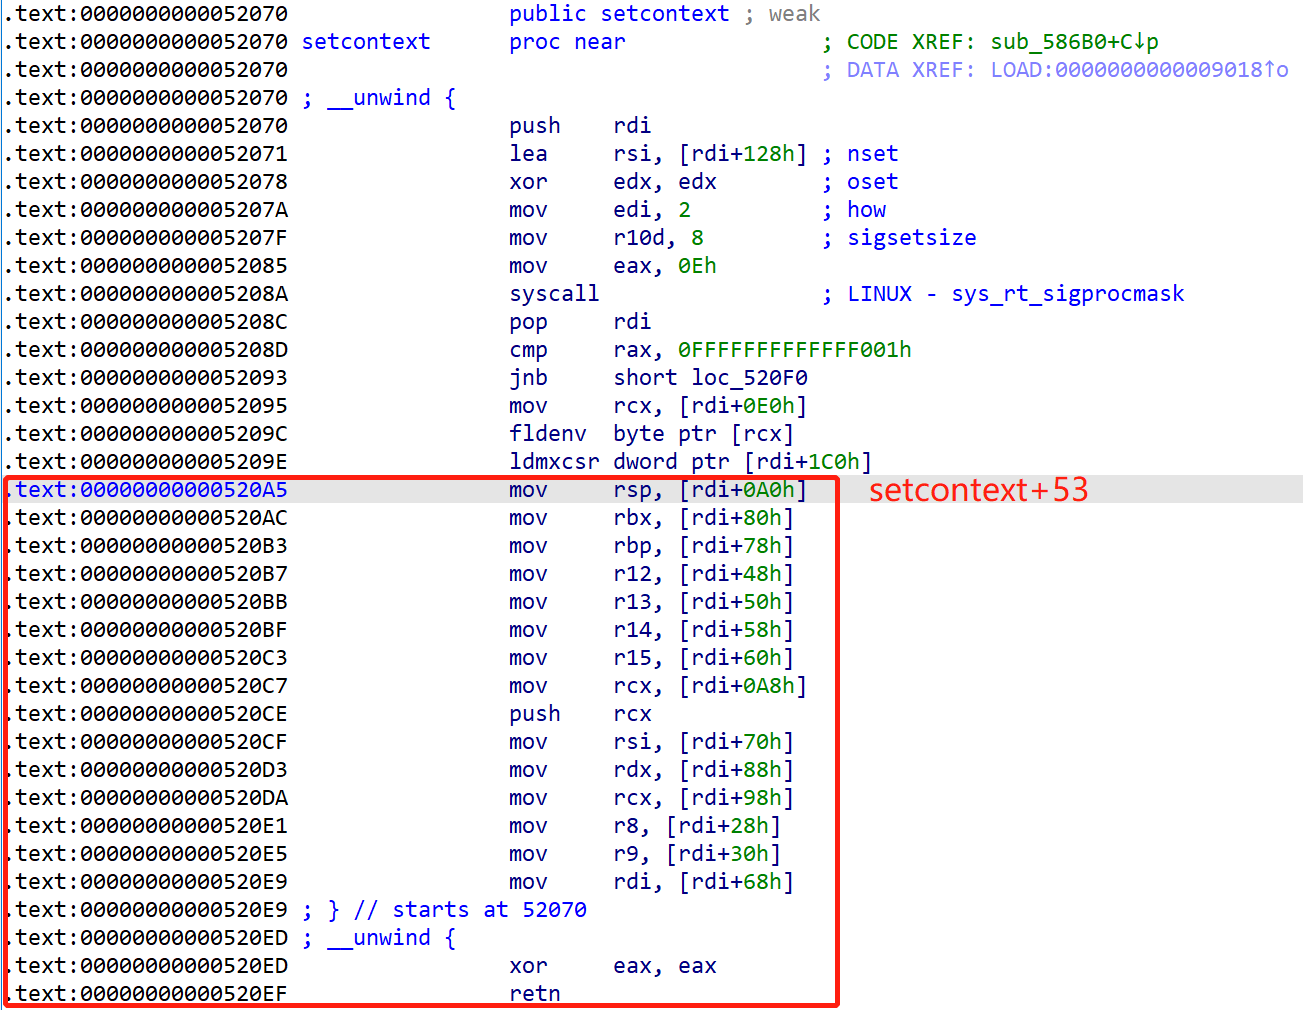 .text:0000000000052070 public setcontext ; weak
.text:0000000000052070 setcontext proc near ; CODE XREF: sub_586B0+C↓p
.text:0000000000052070 ; DATA XREF: LOAD:0000000000009018↑o
.text:0000000000052070 ; __unwind {
.text:0000000000052070 push rdi
.text:0000000000052071 lea rsi, [rdi+128h] ; nset
.text:0000000000052078 xor edx, edx ; oset
.text:000000000005207A mov edi, 2 ; how
.text:000000000005207F mov r10d, 8 ; sigsetsize
.text:0000000000052085 mov eax, 0Eh
.text:000000000005208A syscall ; LINUX - sys_rt_sigprocmask
.text:000000000005208C pop rdi
.text:000000000005208D cmp rax, 0FFFFFFFFFFFFF001h
.text:0000000000052093 jnb short loc_520F0
.text:0000000000052095 mov rcx, [rdi+0E0h]
.text:000000000005209C fldenv byte ptr [rcx]
.text:000000000005209E ldmxcsr dword ptr [rdi+1C0h]
.text:00000000000520A5 mov rsp, [rdi+0A0h] setcontext+53
.text:00000000000520AC mov rbx, [rdi+80h]
.text:00000000000520B3 mov rbp, [rdi+78h]
.text:00000000000520B7 mov r12, [rdi+48h]
.text:00000000000520BB mov r13, [rdi+50h]
.text:00000000000520BF mov r14, [rdi+58h]
.text:00000000000520C3 mov r15, [rdi+60h]
.text:00000000000520C7 mov rcx, [rdi+0A8h]
.text:00000000000520CE push rcx
.text:00000000000520CF mov rsi, [rdi+70h]
.text:00000000000520D3 mov rdx, [rdi+88h]
.text:00000000000520DA mov rcx, [rdi+98h]
.text:00000000000520E1 mov r8, [rdi+28h]
.text:00000000000520E5 mov r9, [rdi+30h]
.text:00000000000520E9 mov rdi, [rdi+68h]
.text:00000000000520E9 ; } // starts at 52070
.text:00000000000520ED ; __unwind {
.text:00000000000520ED xor eax, eax
.text:00000000000520EF retn